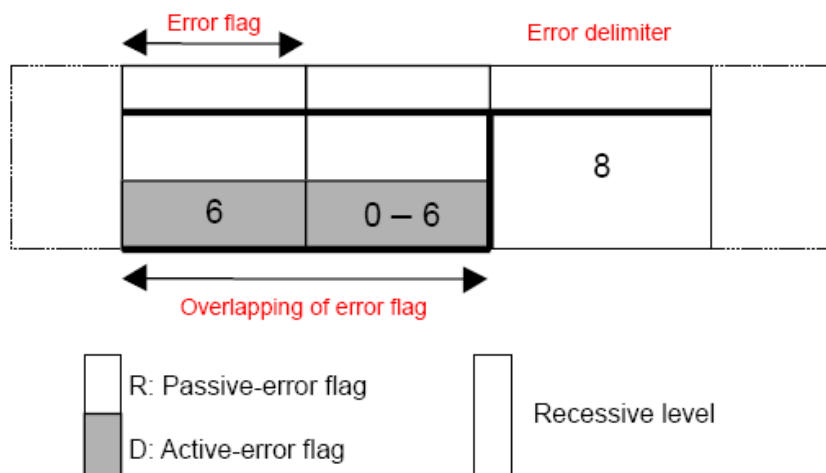 Error flag
Error delimiter
8
6
0 – 6
Overlapping of error flag
R: Passive-error flag
Recessive level
D: Active-error flag